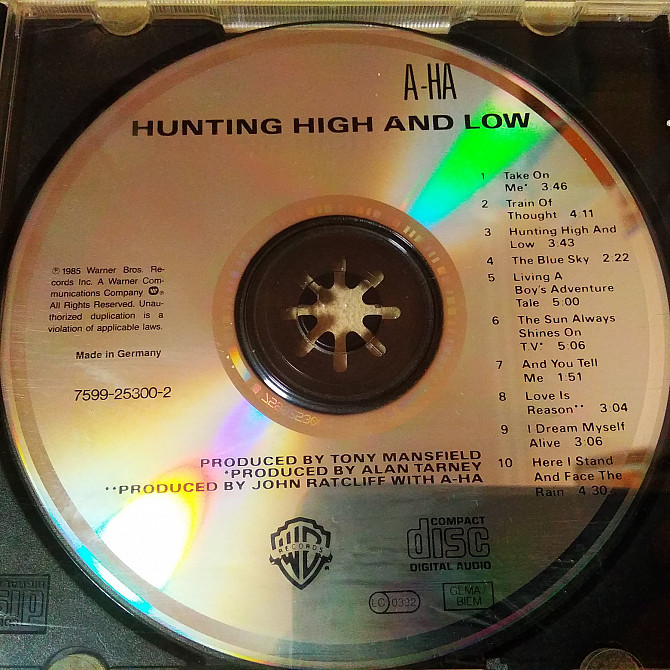 A-HA
HUNTING HIGH AND LOW
1 Take On
Me* 3:46
2 Train Of
Thought 4:11
3 Hunting High And
Low 3:43
4 The Blue Sky 2:22
5 Living A
Boy's Adventure
Tale 5:00
6 The Sun Always
Shines On
T.V* 5:06
7 And You Tell
Me 1:51
8 Love Is
Reason** 3:04
9 I Dream Myself
Alive 3:06
10 Here I Stand
And Face The
Rain 4:30
℗ 1985 Warner Bros. Re-
cords Inc. A Warner Com-
munications Company ®.
All Rights Reserved. Unau-
thorized duplication is a
violation of applicable laws.
Made in Germany
7599-25300-2
PRODUCED BY TONY MANSFIELD
*PRODUCED BY ALAN TARNEY
**PRODUCED BY JOHN RATCLIFF WITH A-HA
WB
RECORDS
COMPACT
disc
DIGITAL AUDIO
LC 0392
GEMA/
BIEM